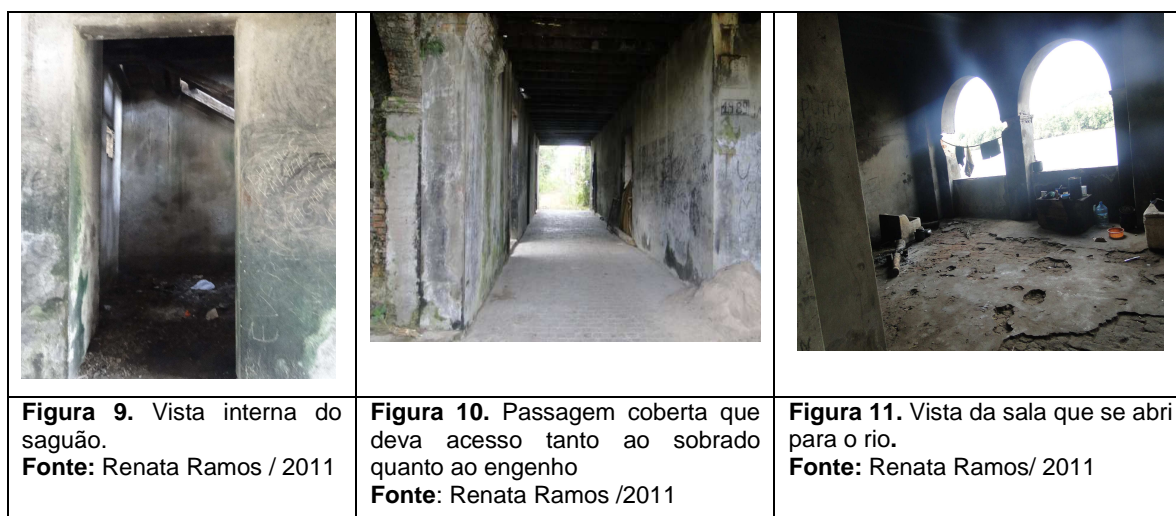 Figura 9. Vista interna do
saguão.
Fonte: Renata Ramos / 2011
Figura 10. Passagem coberta que
deva acesso tanto ao sobrado
quanto ao engenho
Fonte: Renata Ramos /2011
Figura 11. Vista da sala que se abri
para o rio.
Fonte: Renata Ramos/ 2011